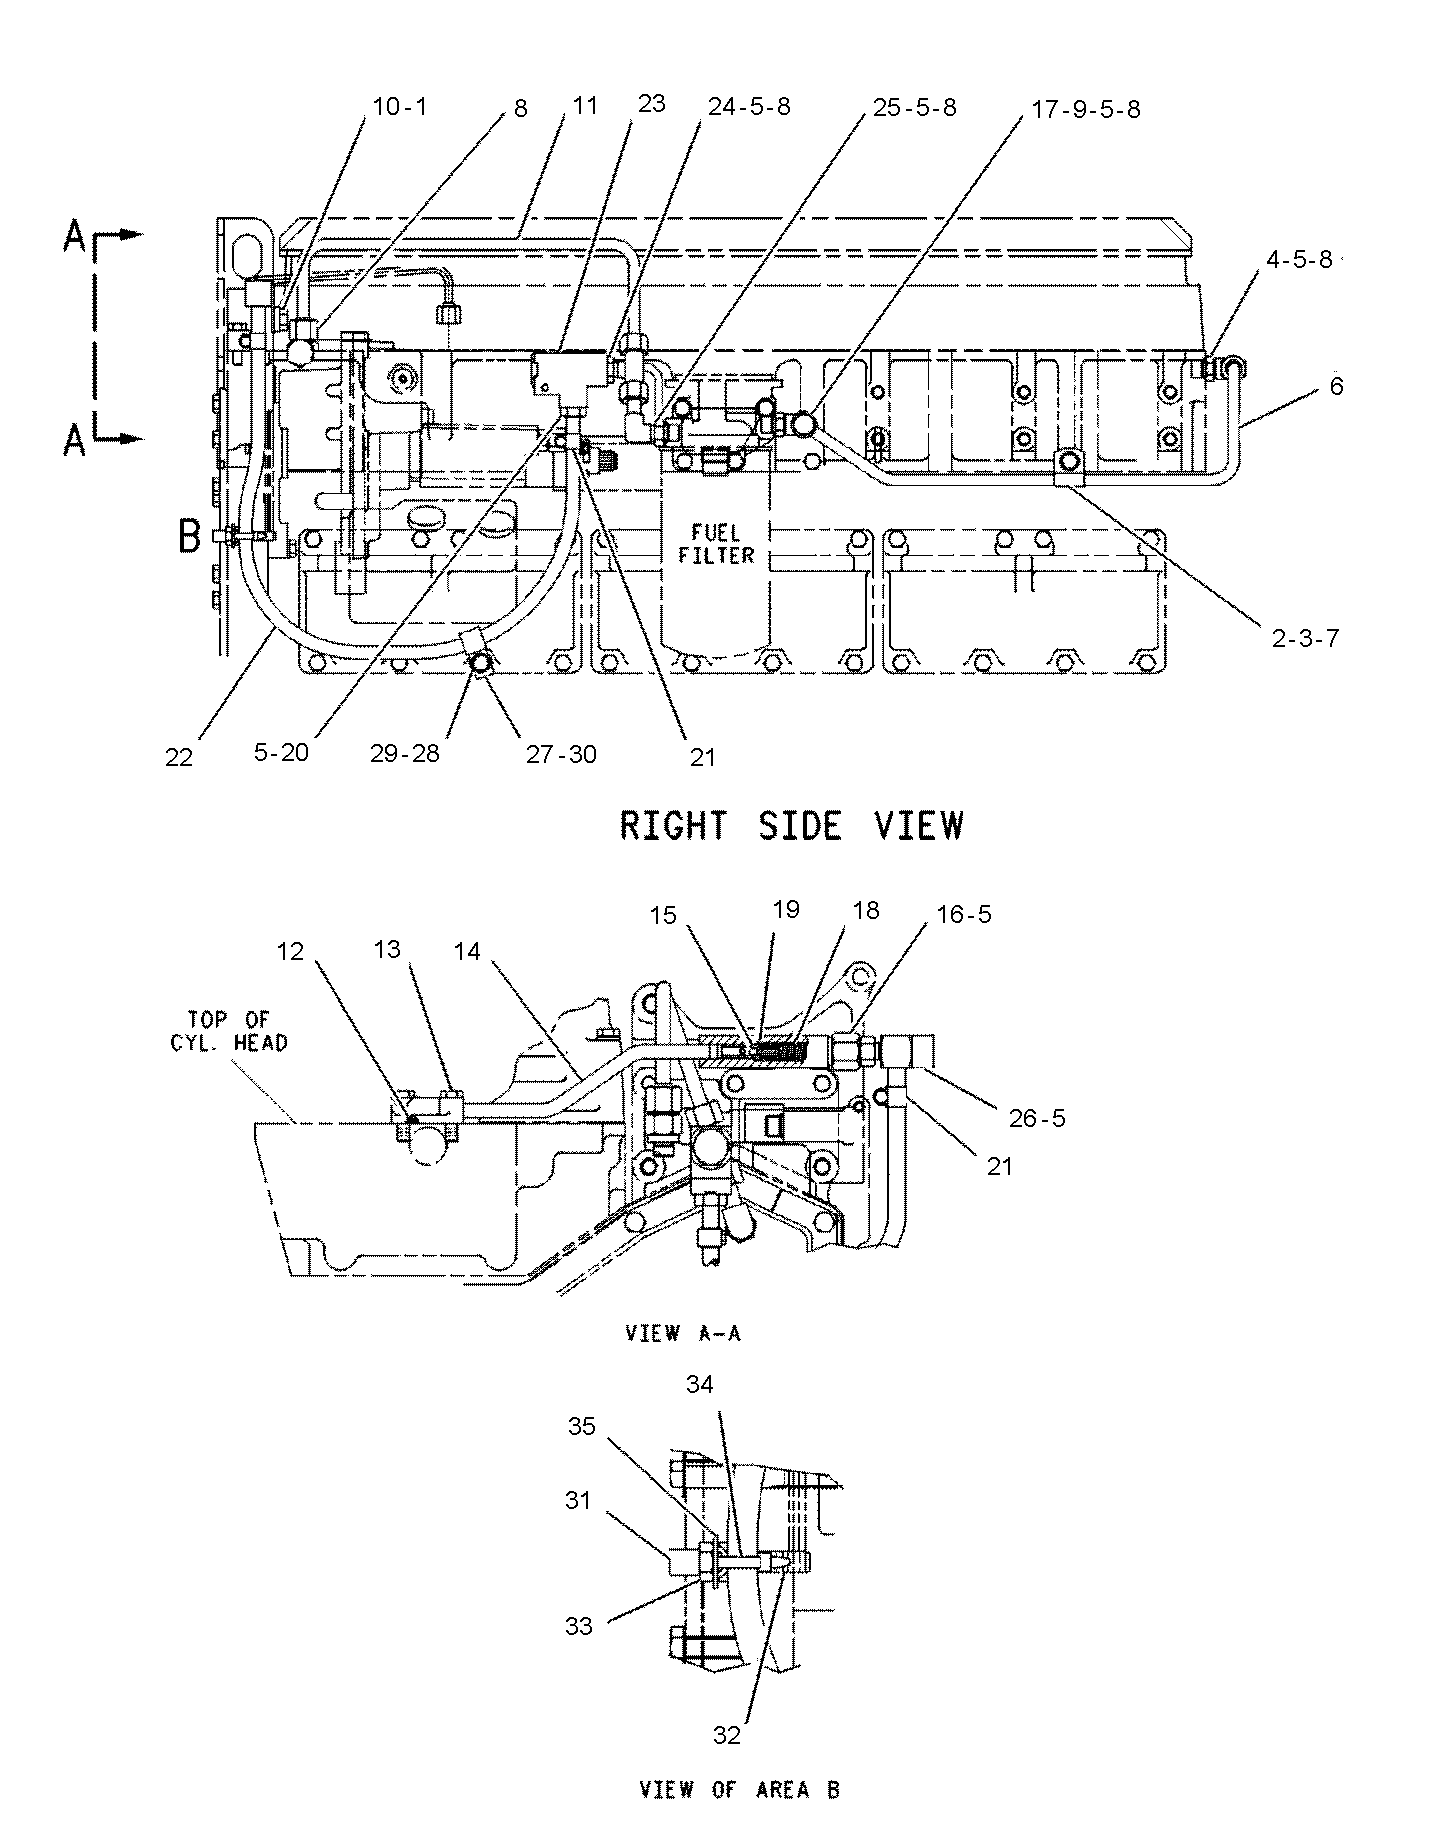 10-1
8
11
23
24-5-8
25-5-8
17-9-5-8
A
4-5-8
6
A
B
FUEL
FILTER
2-3-7
22
5-20
29-28
27-30
21
RIGHT SIDE VIEW
15
19
18
16-5
12
13
14
TOP OF
CYL. HEAD
26-5
21
VIEW A-A
34
35
31
33
32
VIEW OF AREA B